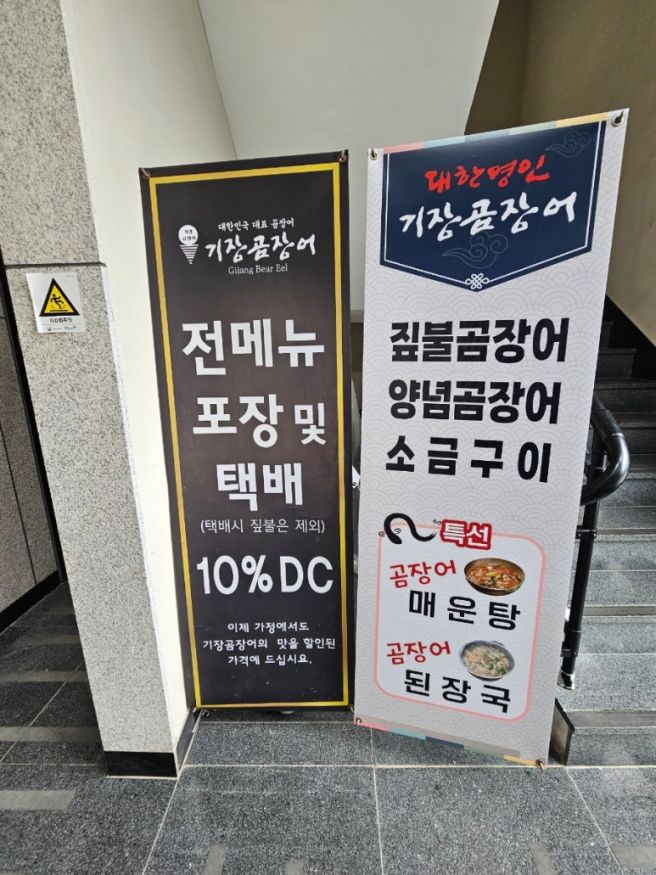 대한민국 대표 곰장어
기장곰장어
Gijang Bear Eel
전메뉴
포장 및
택배
(택배시 짚불은 제외)
10% DC
이제 가정에서도
기장곰장어의 맛을 할인된
가격에 드십시요.
대한명인
기장곰장어
짚불곰장어
양념곰장어
소금구이
특선
곰장어
매운탕
곰장어
된장국